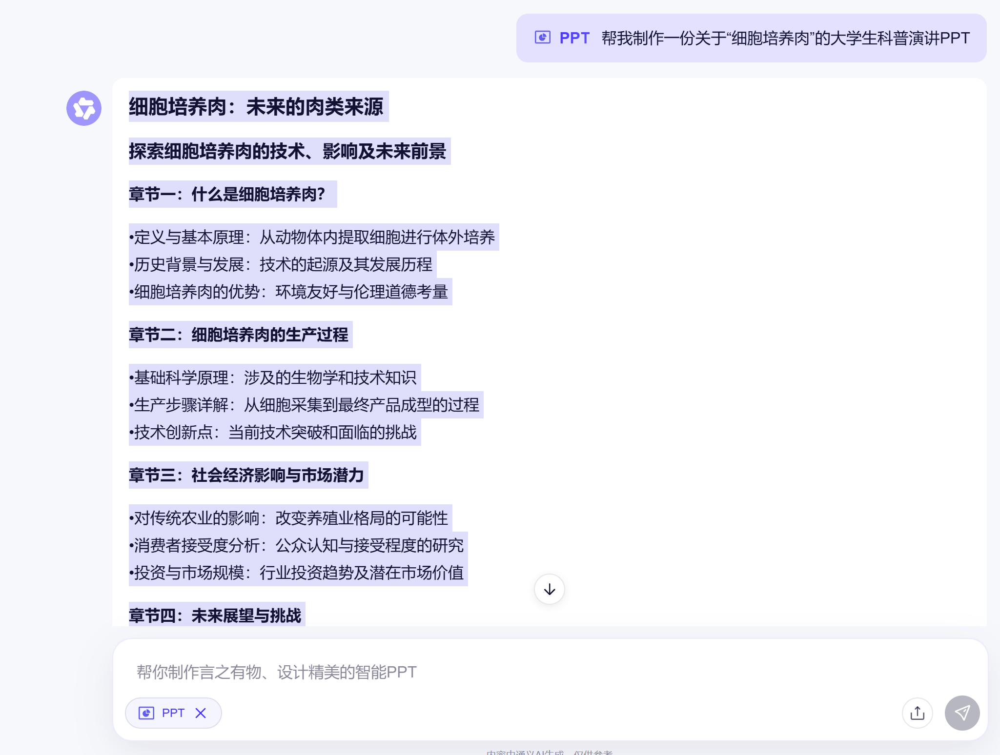 PPT 帮我制作一份关于“细胞培养肉”的大学生科普演讲PPT
细胞培养肉：未来的肉类来源
探索细胞培养肉的技术、影响及未来前景
章节一：什么是细胞培养肉？
•定义与基本原理：从动物体内提取细胞进行体外培养
•历史背景与发展：技术的起源及其发展历程
•细胞培养肉的优势：环境友好与伦理道德考量
章节二：细胞培养肉的生产过程
•基础科学原理：涉及的生物学和技术知识
•生产步骤详解：从细胞采集到最终产品成型的过程
•技术创新点：当前技术突破和面临的挑战
章节三：社会经济影响与市场潜力
•对传统农业的影响：改变养殖业格局的可能性
•消费者接受度分析：公众认知与接受程度的研究
•投资与市场规模：行业投资趋势及潜在市场价值
章节四：未来展望与挑战
帮你制作言之有物、设计精美的智能PPT
PPT
内容由通义AI生成，仅供参考